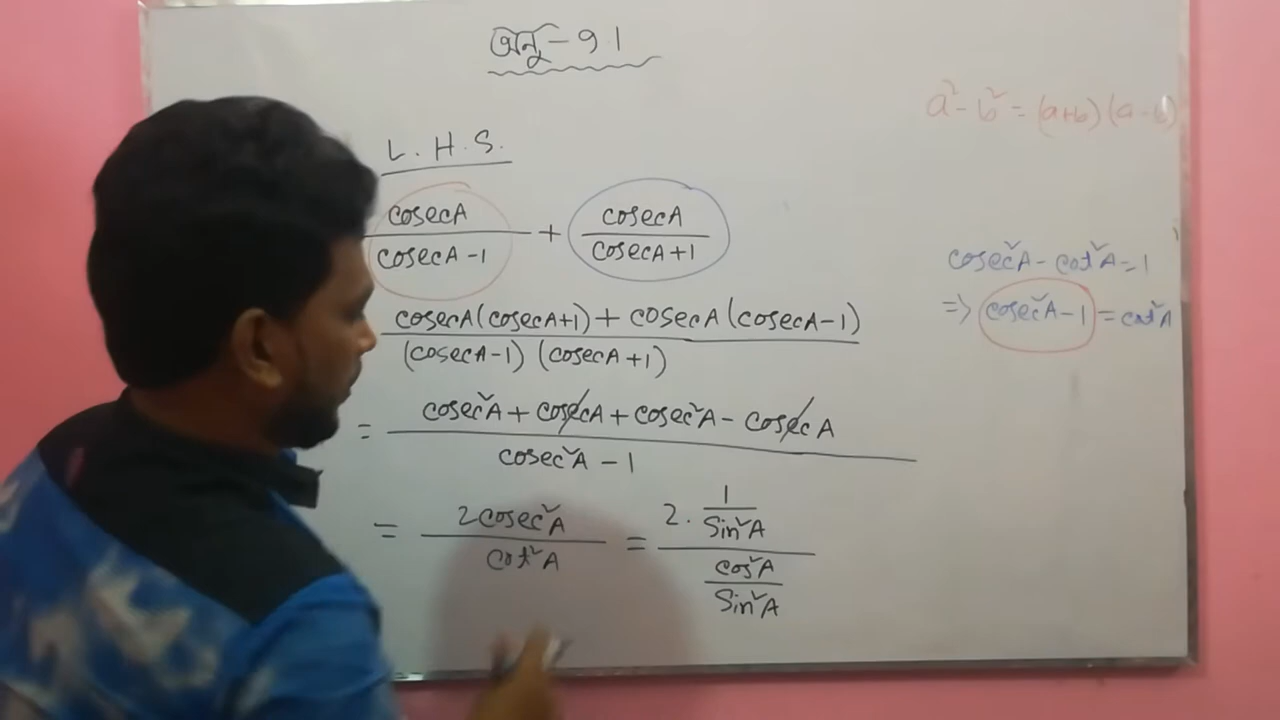 অনু-৭।
a² - b² = (a+b)(a-b)
L.H.S.
cosecA/cosecA-1 + cosecA/cosecA+1
cosec²A - cot²A = 1
=> cosec²A - 1 = cot²A
cosecA(cosecA+1) + cosecA(cosecA-1)
(cosecA-1) (cosecA+1)
= cosec²A + cosecA + cosec²A - cosecA
cosec²A - 1
= 2cosec²A/cot²A = 2. 1/Sin²A
cos²A/Sin²A